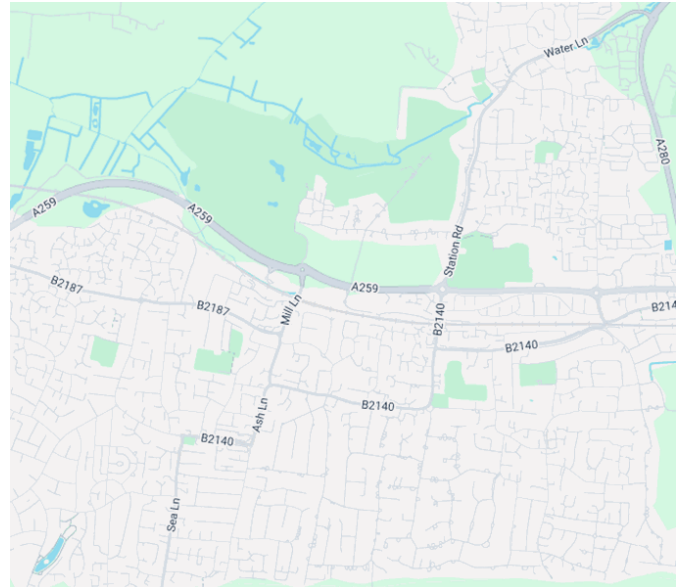 Water Ln
A280
A259
A259
Station Rd
B2187
A259
B2187
Mill Ln
B2140
B214
B2140
B2140
Ash Ln
B2140
Sea Ln